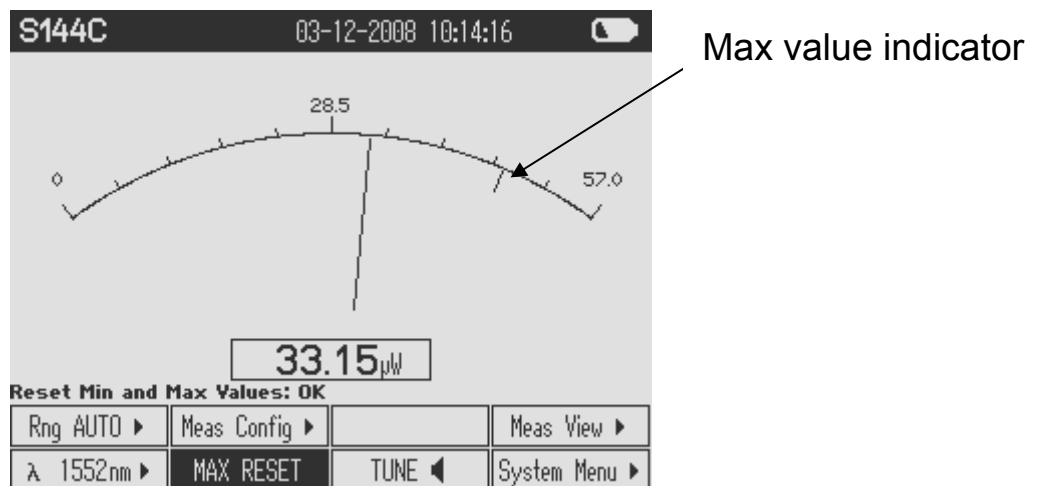 S144C 03-12-2008 10:14:16
Max value indicator
28.5
0 57.0
33.15µW
Reset Min and Max Values: OK
Rng AUTO Meas Config Meas View
λ 1552nm MAX RESET TUNE System Menu